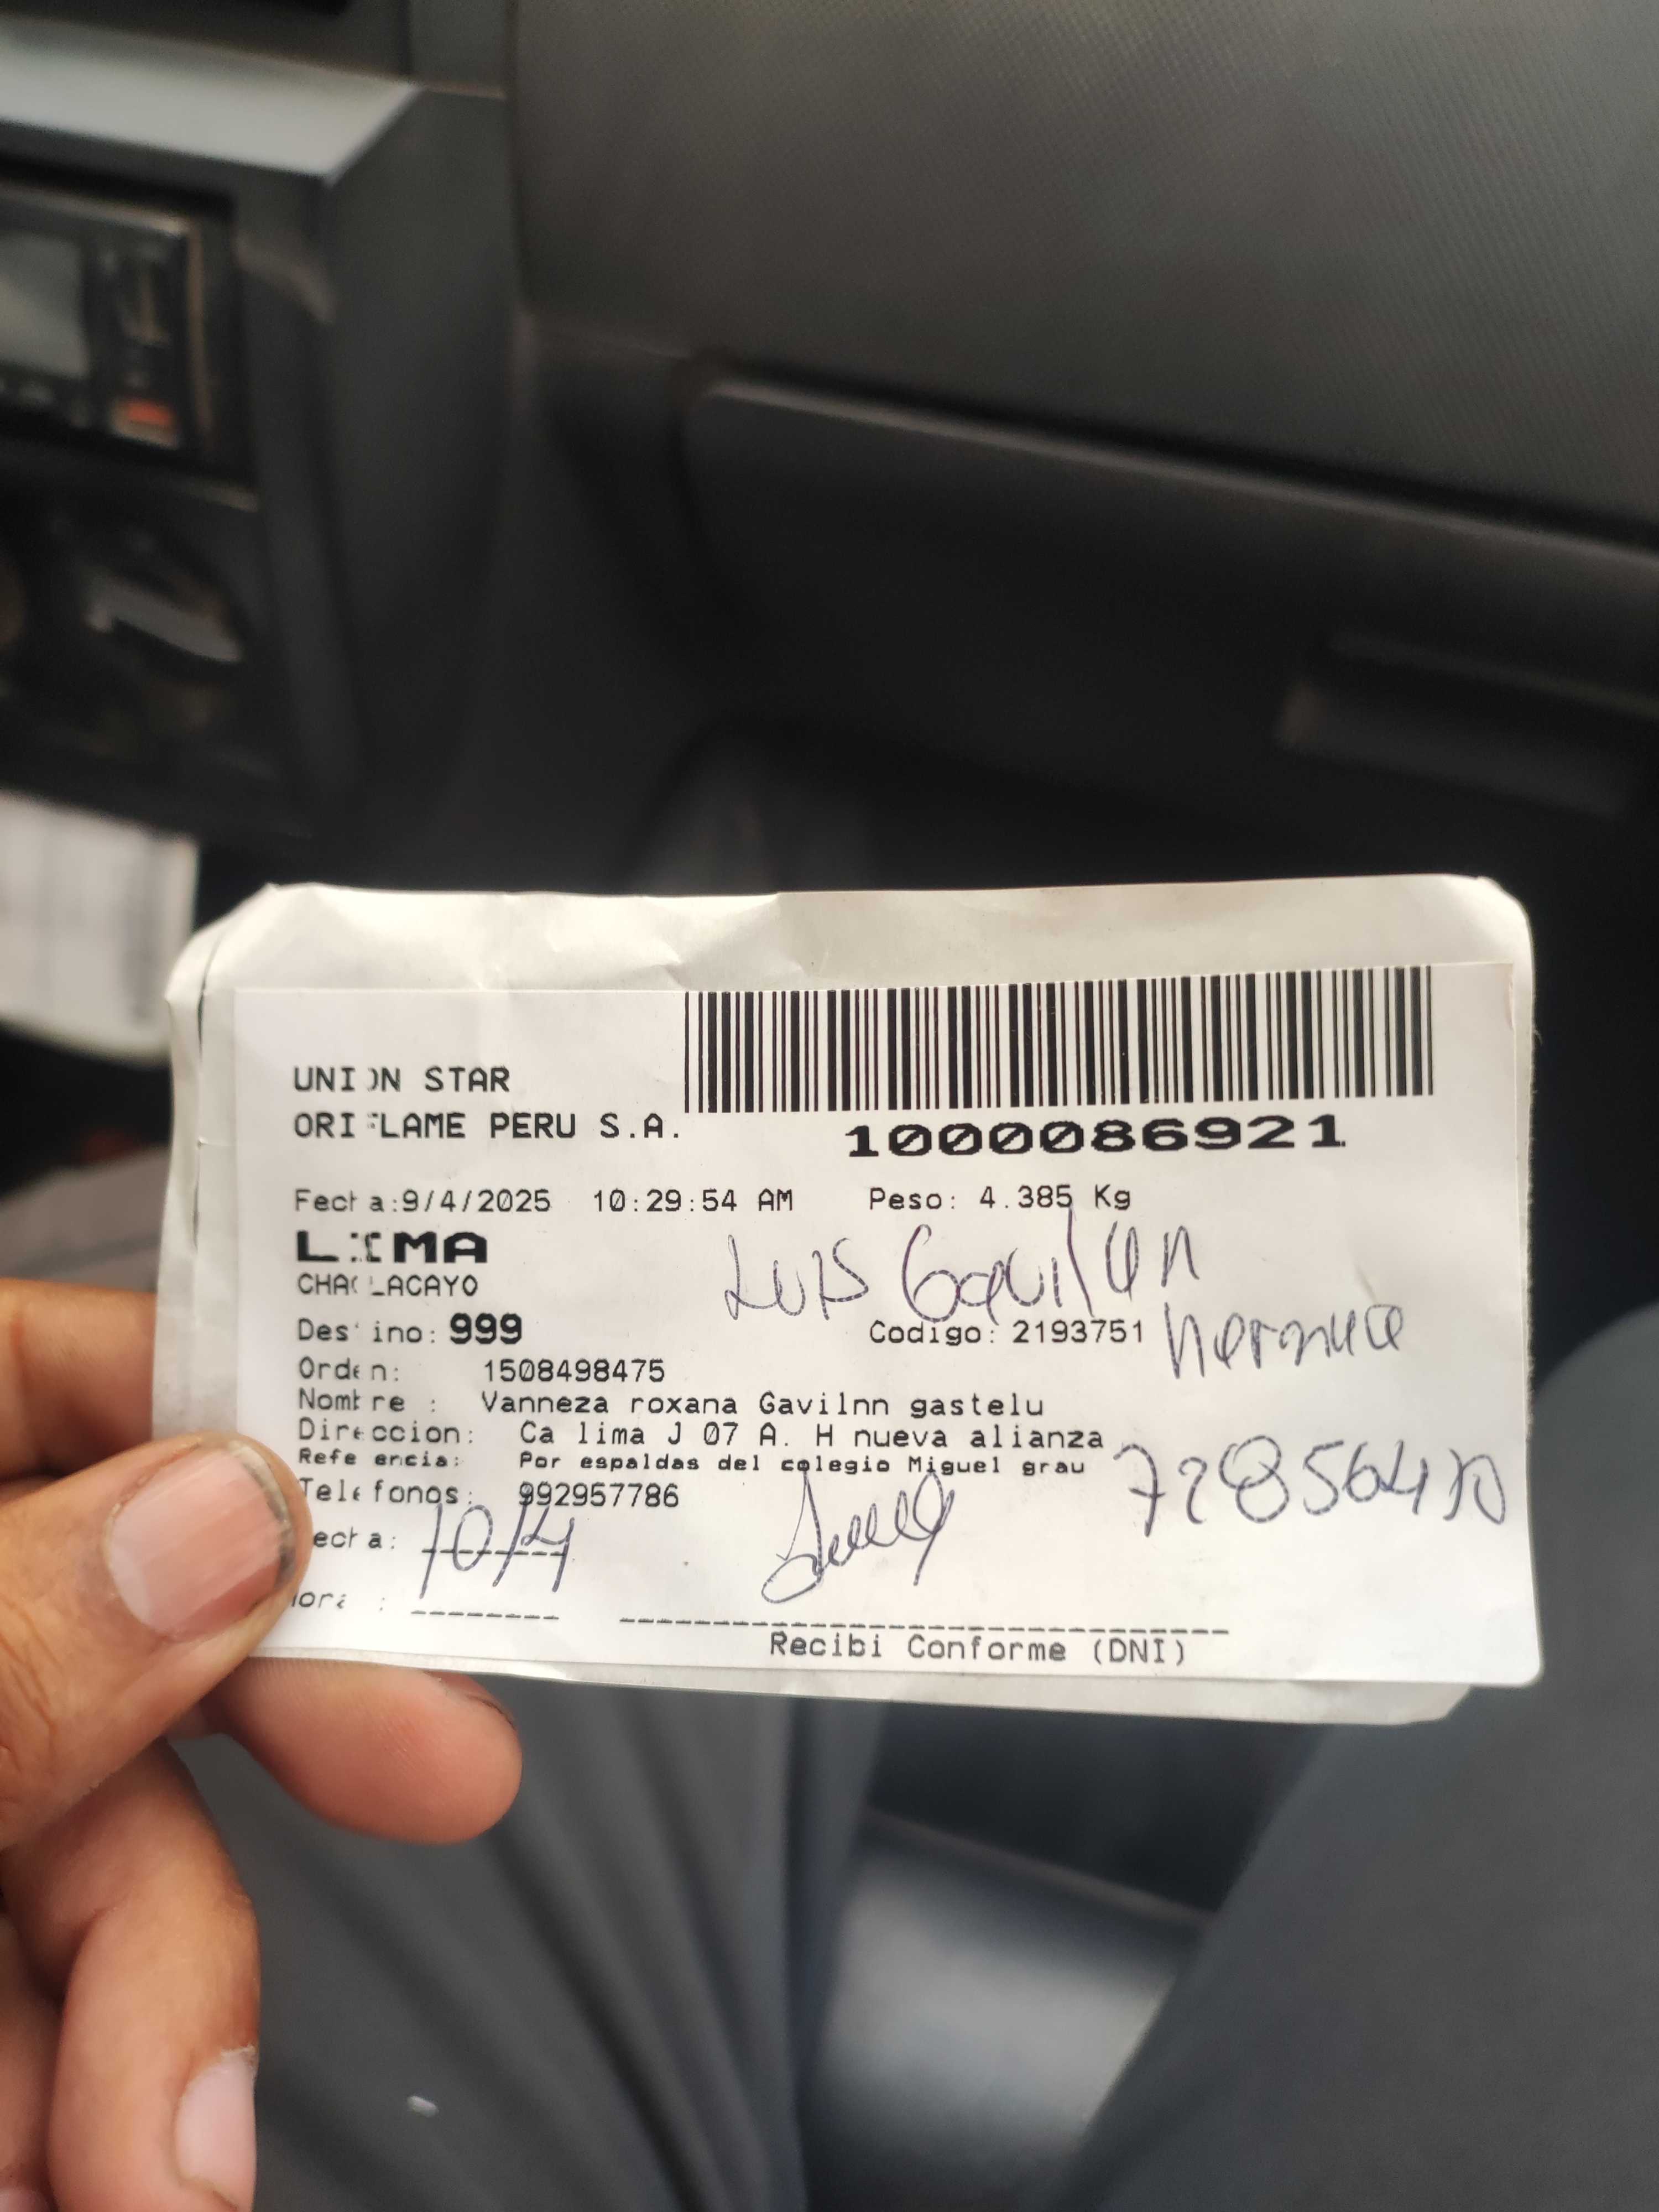 UNION STAR
ORIFLAME PERU S.A.
1000086921
Fecha:9/4/2025 10:29:54 AM Peso: 4.385 Kg
LIMA
CHACLACAYO
Luis Gavilan
Destino: 999 Codigo: 2193751
hermano
Orden: 1508498475
Nombre : Vanneza roxana Gavilnn gastelu
Direccion: Ca lima J 07 A. H nueva alianza
Referencia: Por espaldas del colegio Miguel grau
Telefonos: 992957786
Fecha: 10/4
Hora :
Recibi Conforme (DNI)